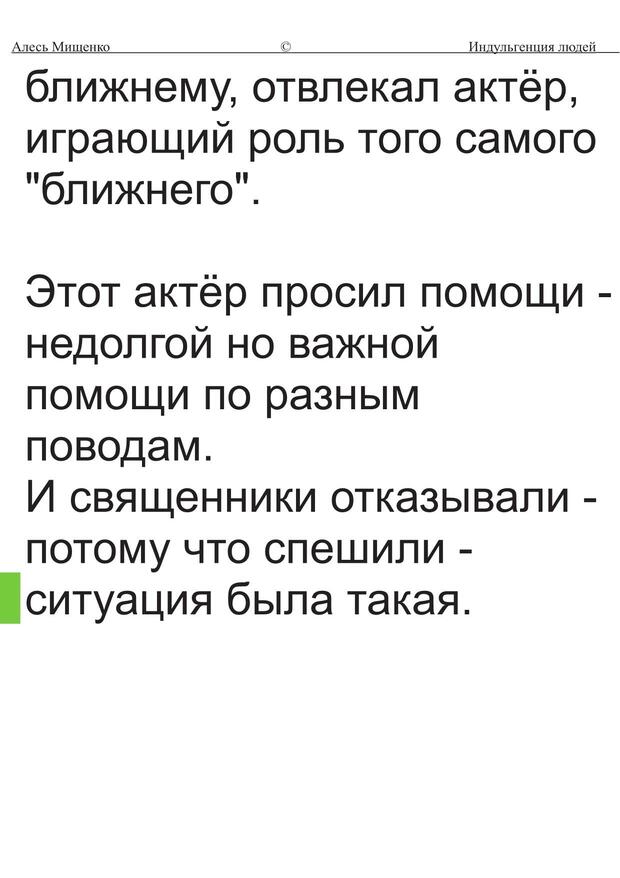 Алесь Мищенко © Индульгенция людей
ближнему, отвлекал актёр,
играющий роль того самого
"ближнего".
Этот актёр просил помощи -
недолгой но важной
помощи по разным
поводам.
И священники отказывали -
потому что спешили -
ситуация была такая.